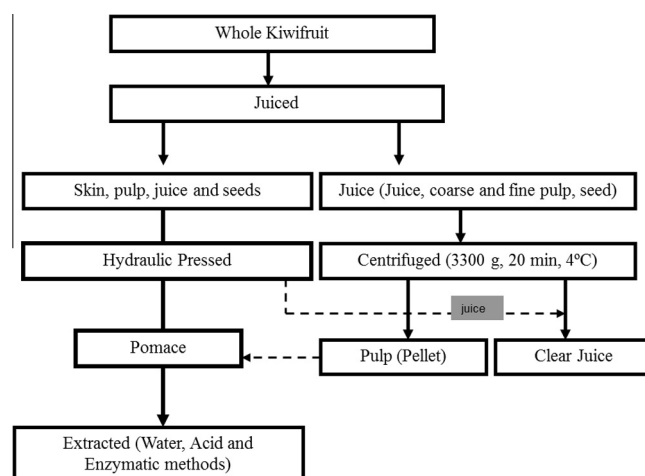 Whole Kiwifruit
Juiced
Skin, pulp, juice and seeds
Juice (Juice, coarse and fine pulp, seed)
Hydraulic Pressed
Centrifuged (3300 g, 20 min, 4ºC)
juice
Pomace
Pulp (Pellet)
Clear Juice
Extracted (Water, Acid and
Enzymatic methods)